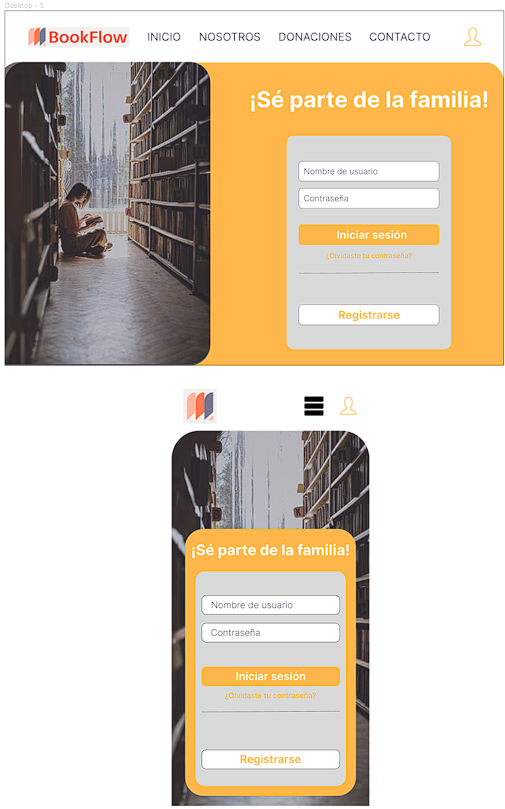 Desktop - 5
BookFlow INICIO NOSOTROS DONACIONES CONTACTO
¡Sé parte de la familia!
Nombre de usuario
Contraseña
Iniciar sesión
¿Olvidaste tu contraseña?
Registrarse
¡Sé parte de la familia!
Nombre de usuario
Contraseña
Iniciar sesión
¿Olvidaste tu contraseña?
Registrarse